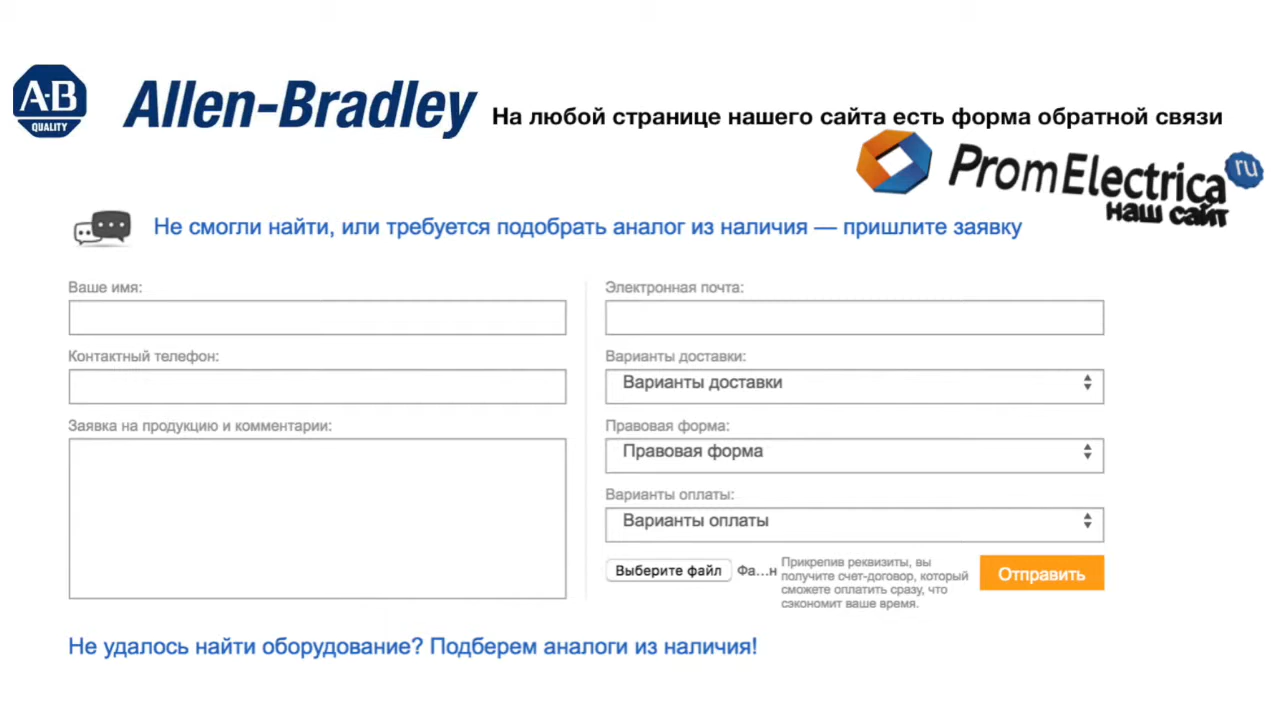 A-B
QUALITY
Allen-Bradley
На любой странице нашего сайта есть форма обратной связи
PromElectrica ru
наш сайт
Не смогли найти, или требуется подобрать аналог из наличия — пришлите заявку
Ваше имя:
Электронная почта:
Контактный телефон:
Варианты доставки:
Варианты доставки
Заявка на продукцию и комментарии:
Правовая форма:
Правовая форма
Варианты оплаты:
Варианты оплаты
Выберите файл Фа...н
Прикрепив реквизиты, вы
получите счет-договор, который
сможете оплатить сразу, что
сэкономит ваше время.
Отправить
Не удалось найти оборудование? Подберем аналоги из наличия!